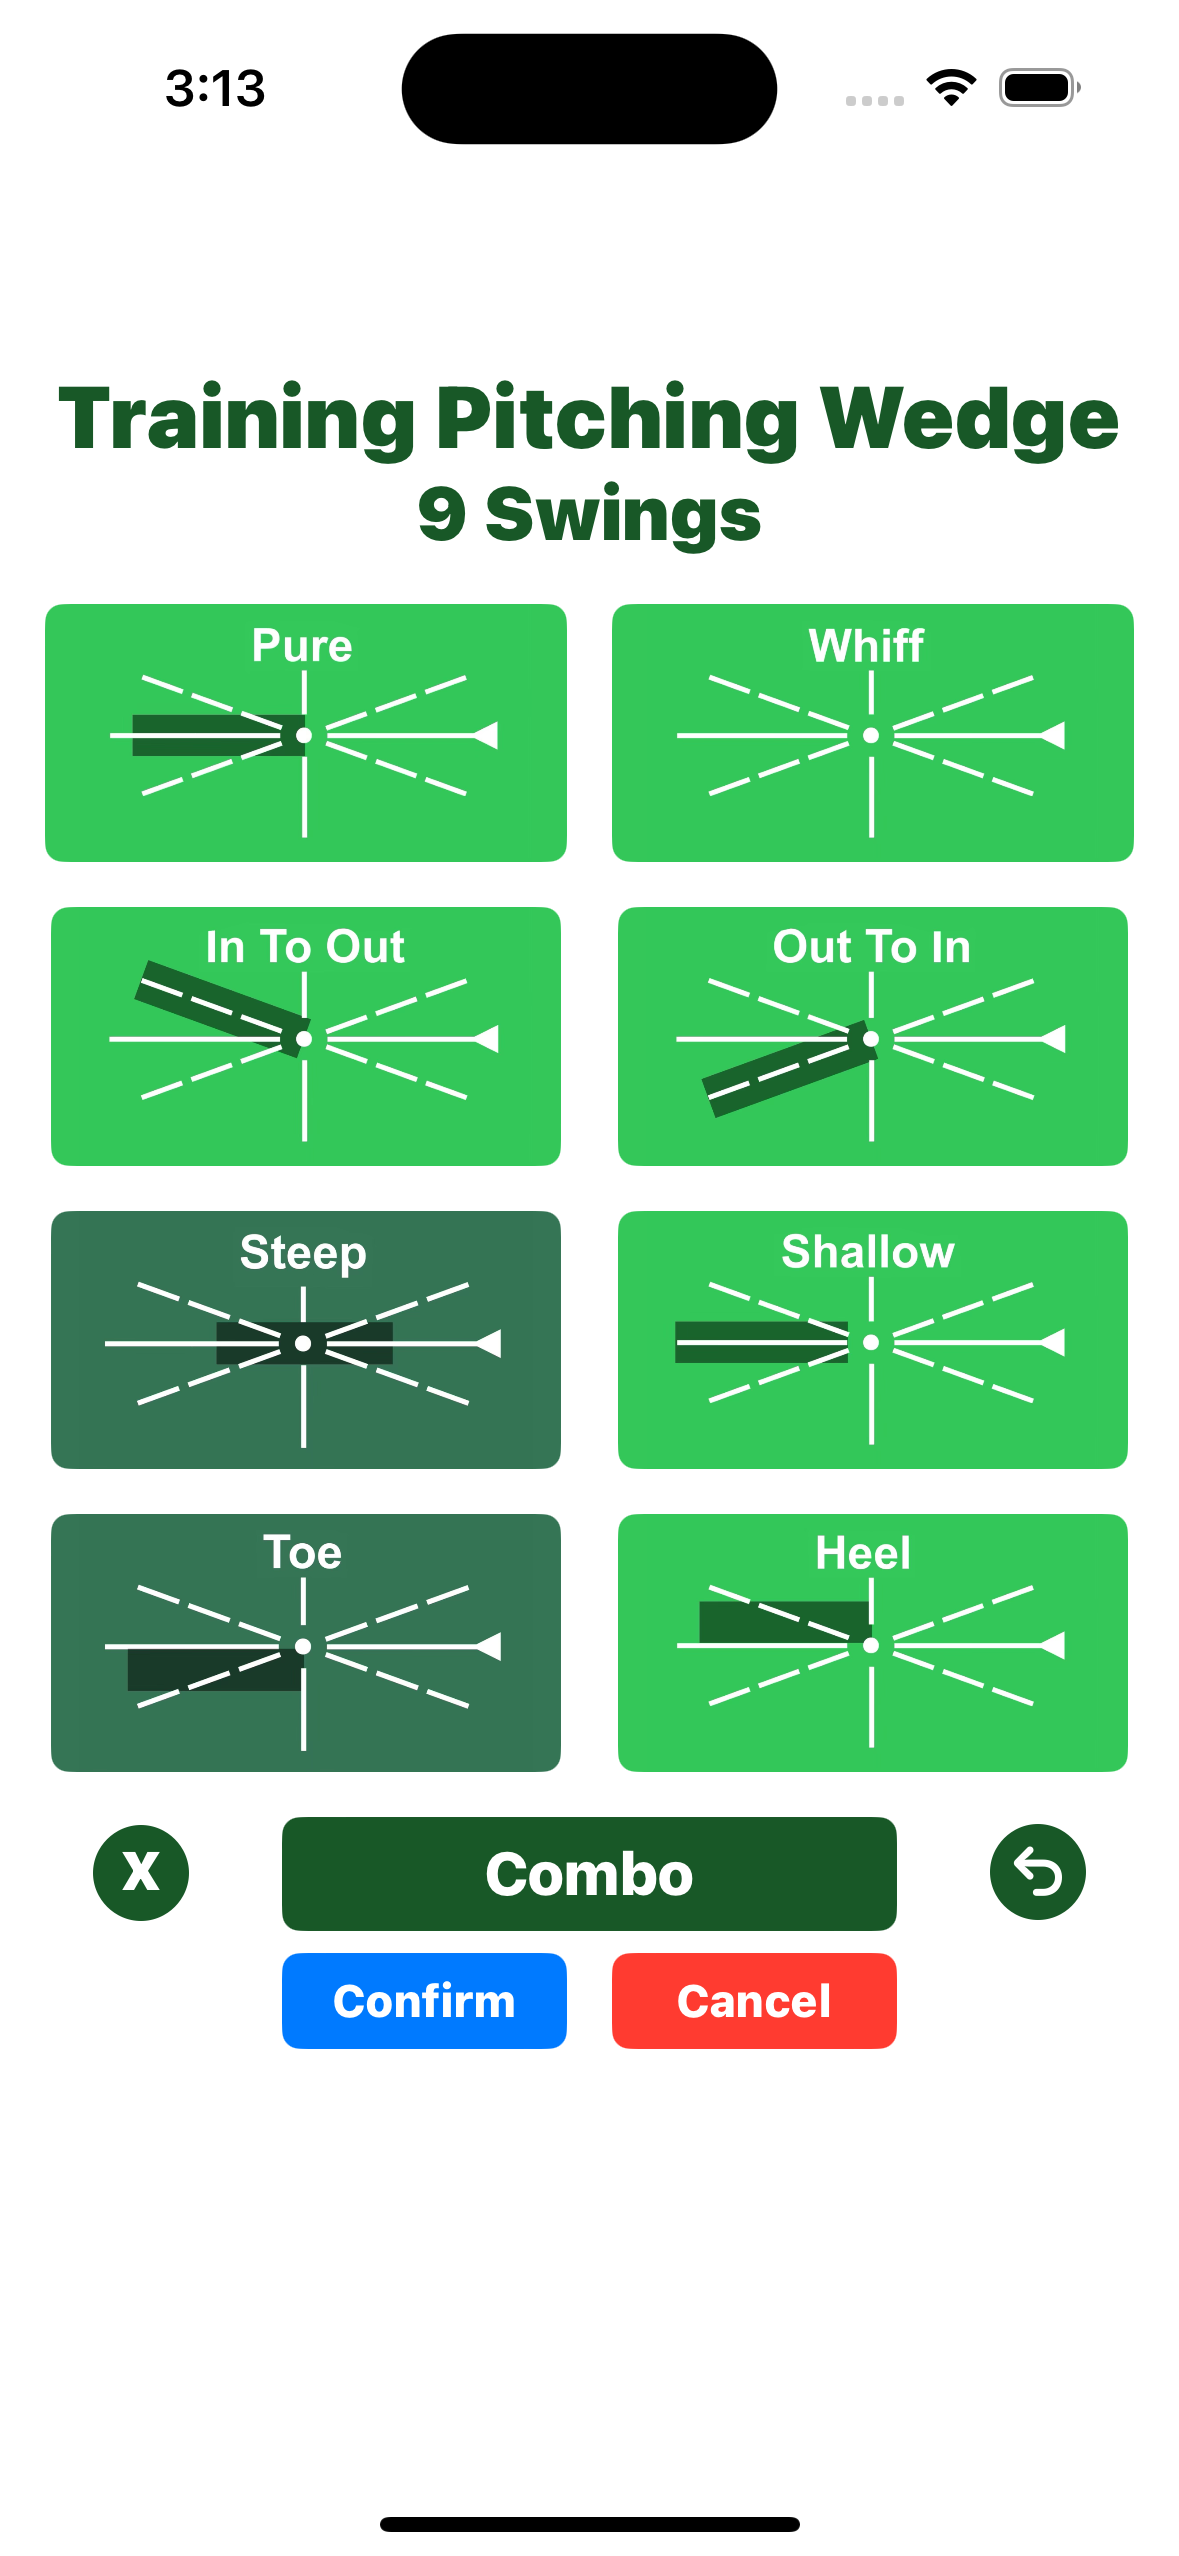 3:13
Training Pitching Wedge
9 Swings
Pure
Whiff
In To Out
Out To In
Steep
Shallow
Toe
Heel
X
Combo
Confirm
Cancel